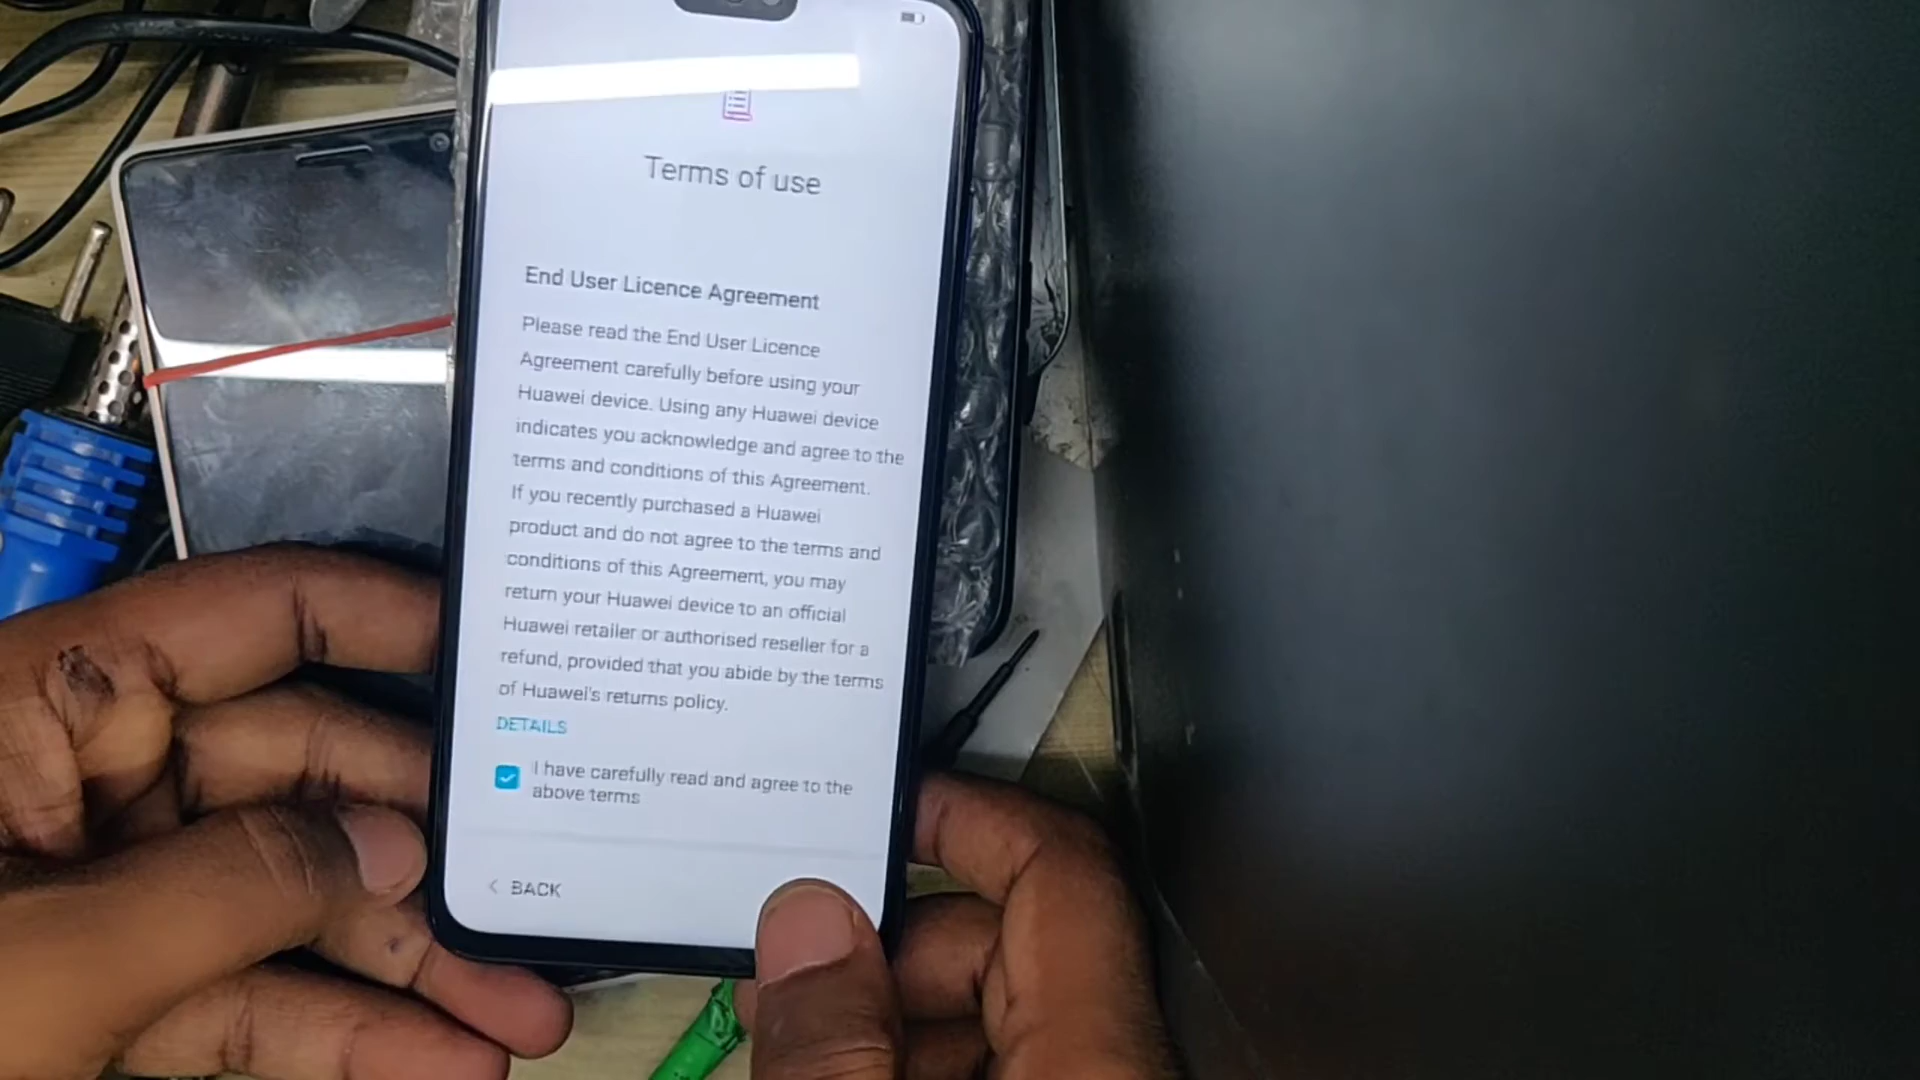 Terms of use
End User Licence Agreement
Please read the End User Licence
Agreement carefully before using your
Huawei device. Using any Huawei device
indicates you acknowledge and agree to the
terms and conditions of this Agreement.
If you recently purchased a Huawei
product and do not agree to the terms and
conditions of this Agreement, you may
return your Huawei device to an official
Huawei retailer or authorised reseller for a
refund, provided that you abide by the terms
of Huawei's returns policy.
DETAILS
I have carefully read and agree to the
above terms
BACK